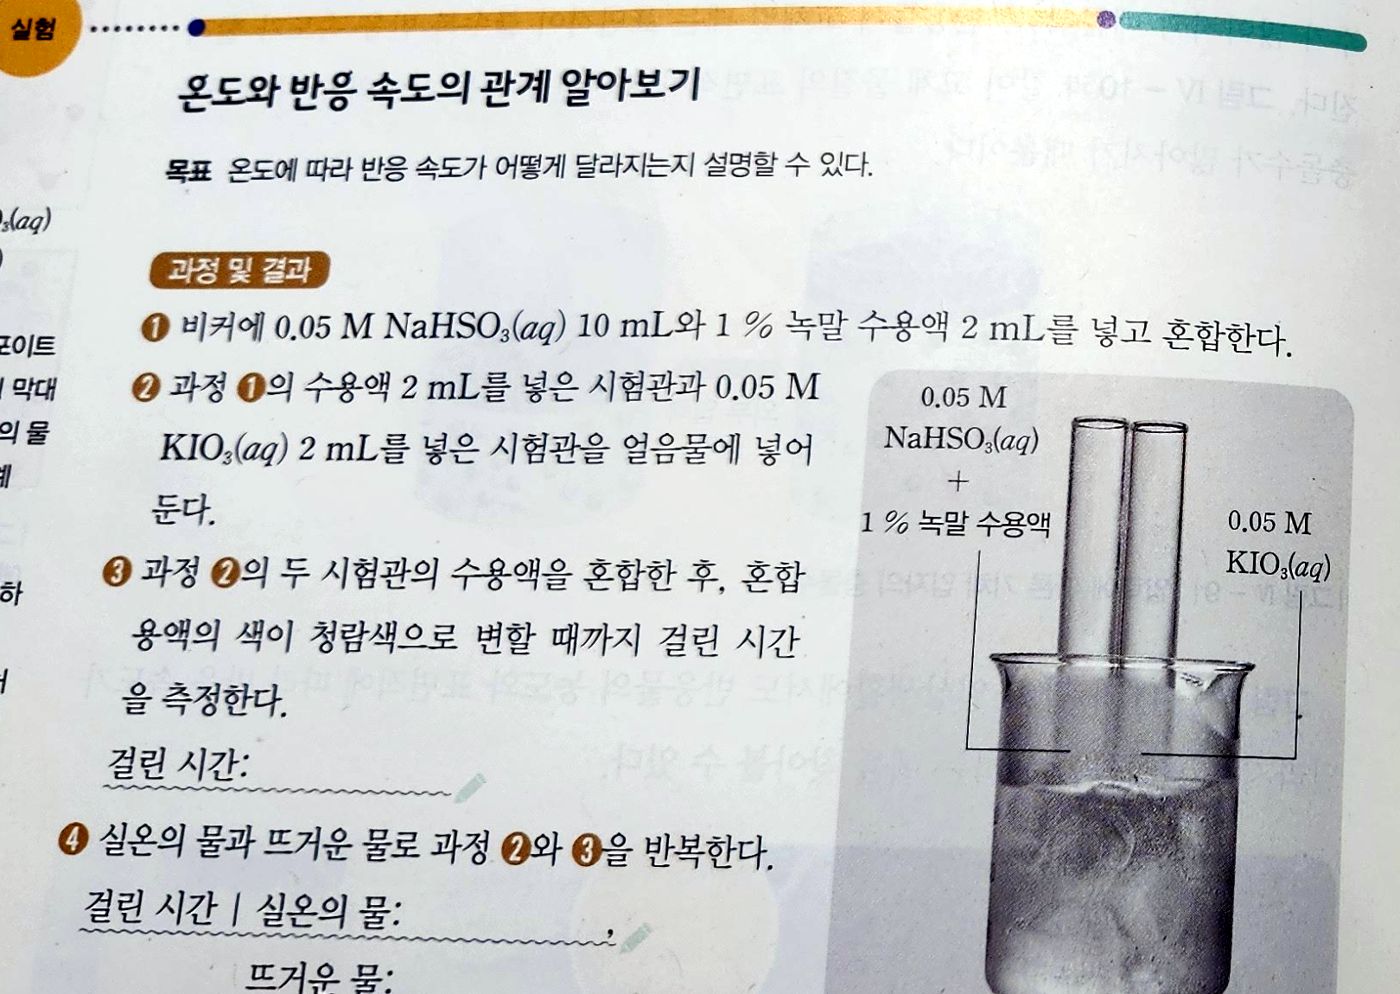 실험
온도와 반응 속도의 관계 알아보기
목표 온도에 따라 반응 속도가 어떻게 달라지는지 설명할 수 있다.
과정 및 결과
❶ 비커에 0.05 M NaHSO₃(aq) 10 mL와 1 % 녹말 수용액 2 mL를 넣고 혼합한다.
❷ 과정 ❶의 수용액 2 mL를 넣은 시험관과 0.05 M
KIO₃(aq) 2 mL를 넣은 시험관을 얼음물에 넣어
둔다.
❸ 과정 ❷의 두 시험관의 수용액을 혼합한 후, 혼합
용액의 색이 청람색으로 변할 때까지 걸린 시간
을 측정한다.
걸린 시간:
❹ 실온의 물과 뜨거운 물로 과정 ❷와 ❸을 반복한다.
걸린 시간 | 실온의 물: ,
뜨거운 물:
0.05 M
NaHSO₃(aq)
+
1 % 녹말 수용액
0.05 M
KIO₃(aq)
₃(aq)
포이트
막대
의 물
하